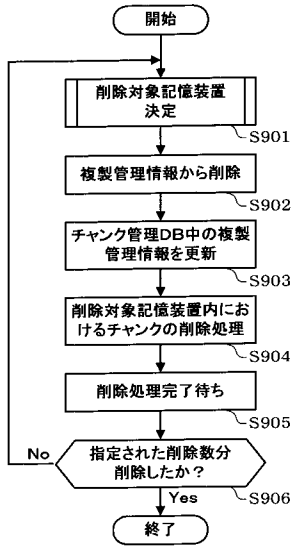 開始
削除対象記憶装置
決定
S901
複製管理情報から削除
S902
チャンク管理DB中の複製
管理情報を更新
S903
削除対象記憶装置内にお
けるチャンクの削除処理
S904
削除処理完了待ち
S905
No
指定された削除数分
削除したか？
S906
Yes
終了